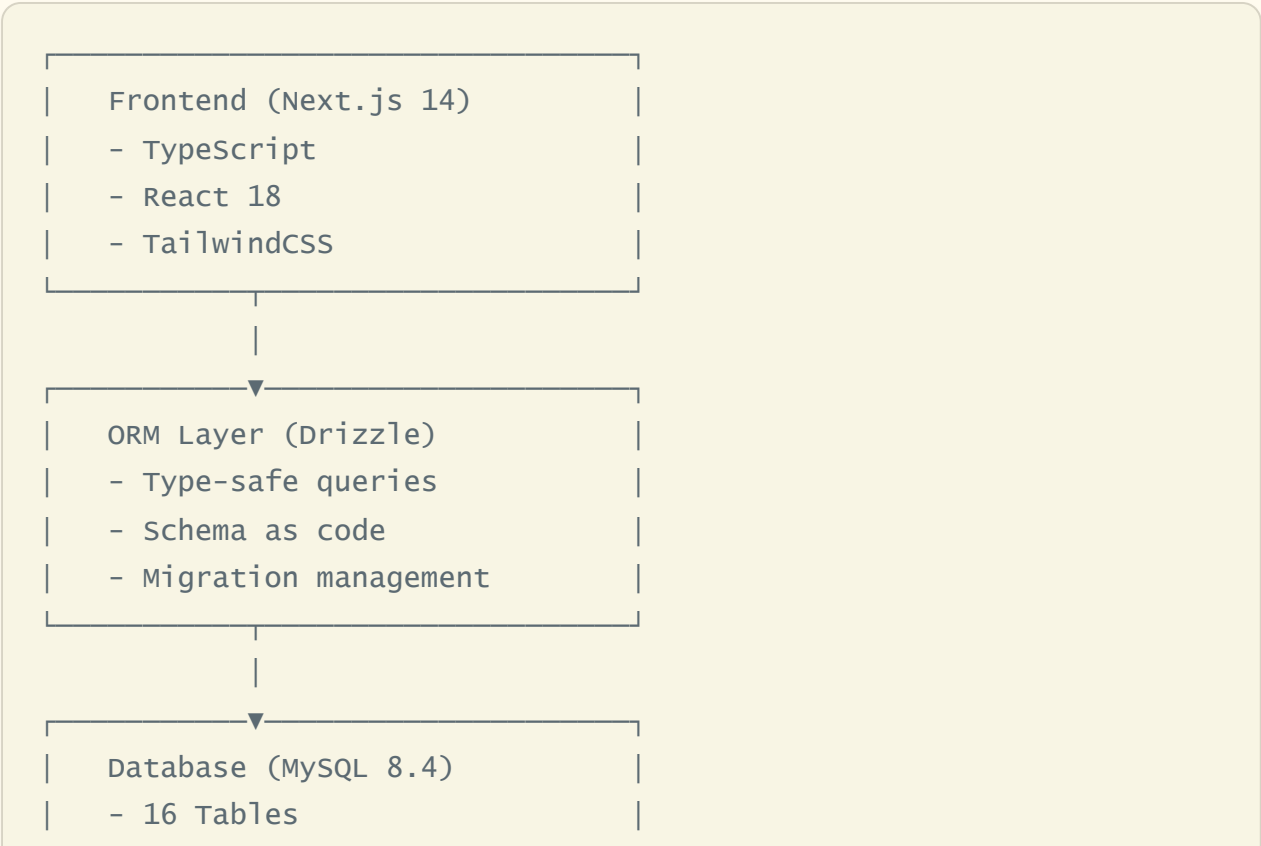 Frontend (Next.js 14)
- TypeScript
- React 18
- TailwindCSS
ORM Layer (Drizzle)
- Type-safe queries
- Schema as code
- Migration management
Database (MySQL 8.4)
- 16 Tables